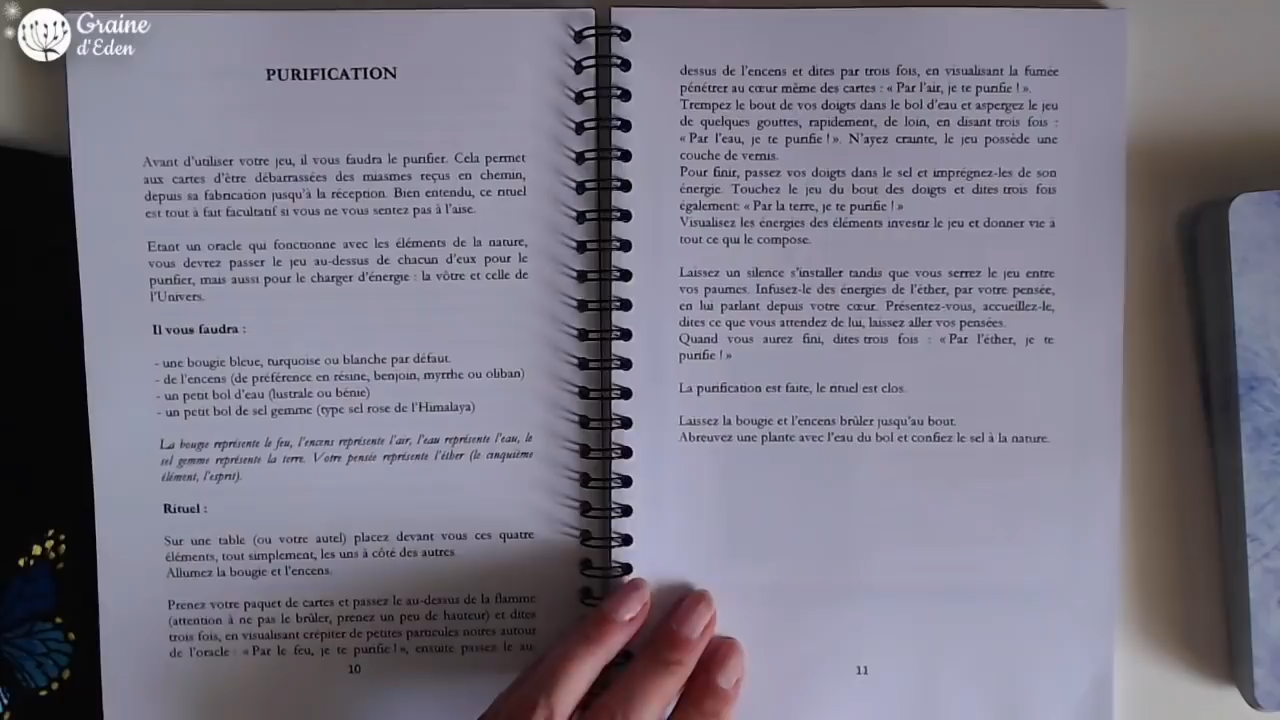 Graine
d'Eden
PURIFICATION
Avant d'utiliser votre jeu, il vous faudra le purifier. Cela permet
aux cartes d'être débarrassées des miasmes reçus en chemin,
depuis sa fabrication jusqu'à la réception. Bien entendu, ce rituel
est tout à fait facultatif si vous ne vous sentez pas à l'aise.
Etant un oracle qui fonctionne avec les éléments de la nature,
vous devrez passer le jeu au-dessus de chacun d'eux pour le
purifier, mais aussi pour le charger d'énergie : la vôtre et celle de
l'Univers.
Il vous faudra :
- une bougie bleue, turquoise ou blanche par défaut.
- de l'encens (de préférence en résine, benjoin, myrrhe ou oliban)
- un petit bol d'eau (lustrale ou bénie)
- un petit bol de sel gemme (type sel rose de l'Himalaya)
La bougie représente le feu, l'encens représente l'air, l'eau représente l'eau, le
sel gemme représente la terre. Votre pensée représente l'éther (le cinquième
élément, l'esprit).
Rituel :
Sur une table (ou votre autel) placez devant vous ces quatre
éléments, tout simplement, les uns à côté des autres.
Allumez la bougie et l'encens.
Prenez votre paquet de cartes et passez le au-dessus de la flamme
(attention à ne pas le brûler, prenez un peu de hauteur) et dites
trois fois, en visualisant crépiter de petites particules noires autour
de l'oracle : « Par le feu, je te purifie ! », ensuite passez le au
10
dessus de l'encens et dites par trois fois, en visualisant la fumée
pénétrer au cœur même des cartes : « Par l'air, je te purifie ! ».
Trempez le bout de vos doigts dans le bol d'eau et aspergez le jeu
de quelques gouttes, rapidement, de loin, en disant trois fois :
« Par l'eau, je te purifie ! ». N'ayez crainte, le jeu possède une
couche de vernis.
Pour finir, passez vos doigts dans le sel et imprégnez-les de son
énergie. Touchez le jeu du bout des doigts et dites trois fois
également: « Par la terre, je te purifie ! »
Visualisez les énergies des éléments investir le jeu et donner vie à
tout ce qui le compose.
Laissez un silence s'installer tandis que vous serrez le jeu entre
vos paumes. Infusez-le des énergies de l'éther, par votre pensée,
en lui parlant depuis votre cœur. Présentez-vous, accueillez-le,
dites ce que vous attendez de lui, laissez aller vos pensées.
Quand vous aurez fini, dites trois fois : « Par l'éther, je te
purifie ! »
La purification est faite, le rituel est clos.
Laissez la bougie et l'encens brûler jusqu'au bout.
Abreuvez une plante avec l'eau du bol et confiez le sel à la nature.
11